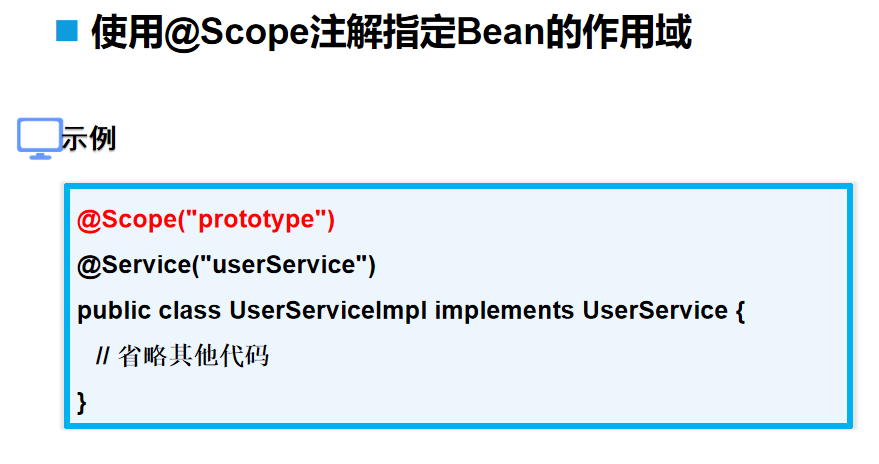 使用@Scope注解指定Bean的作用域
示例
@Scope("prototype")
@Service("userService")
public class UserServiceImpl implements UserService {
// 省略其他代码
}